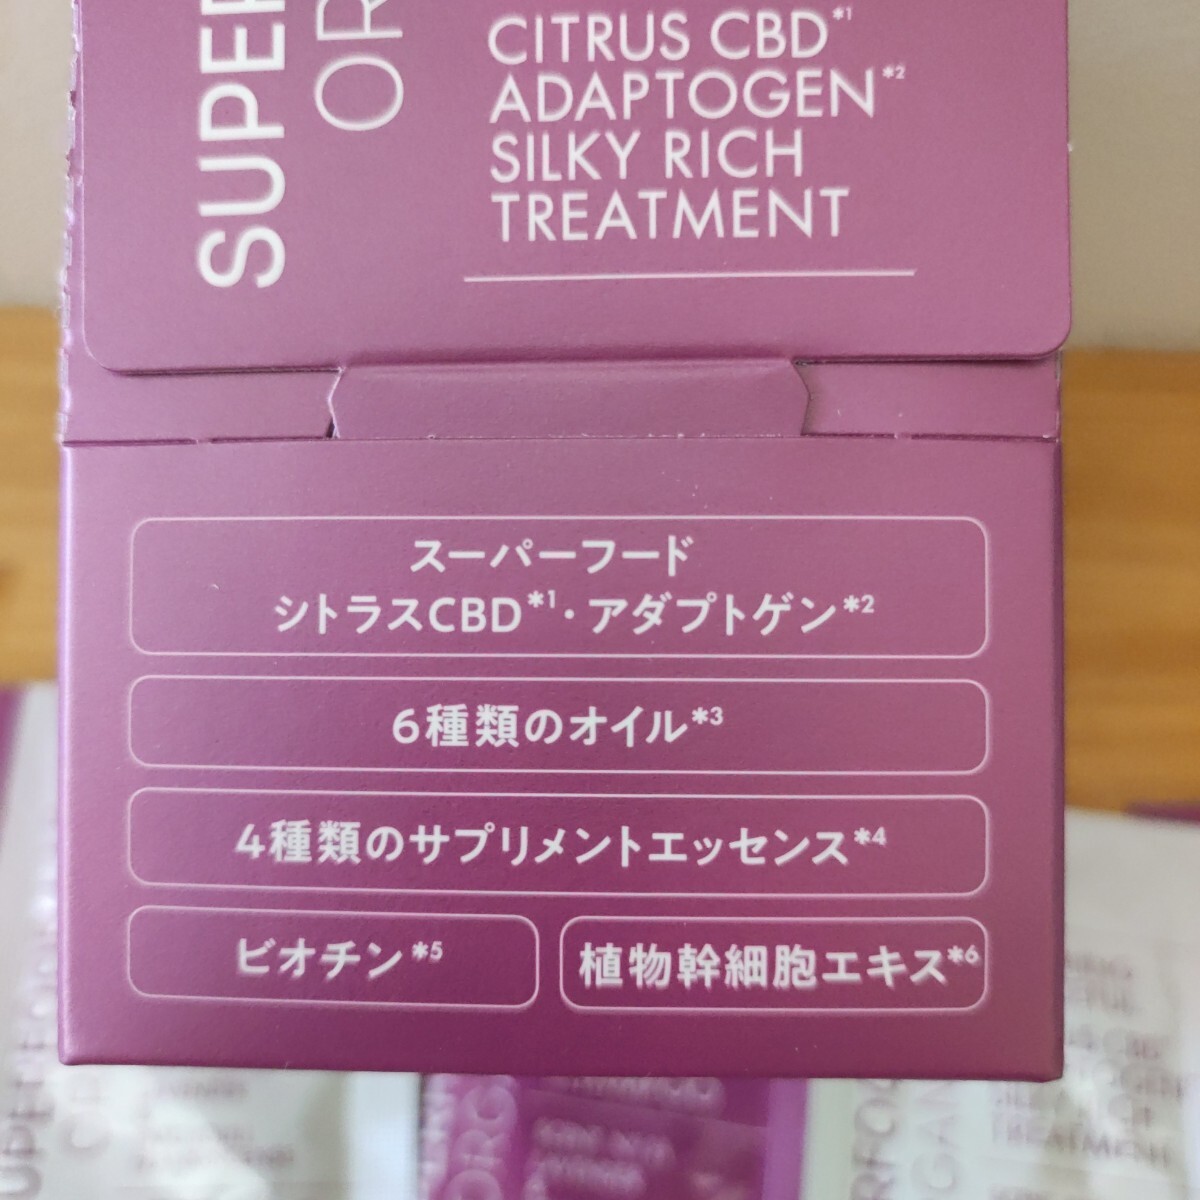 SUPER
OR
CITRUS CBD*1
ADAPTOGEN*2
SILKY RICH
TREATMENT
スーパーフード
シトラスCBD*1・アダプトゲン*2
6種類のオイル*3
4種類のサプリメントエッセンス*4
ビオチン*5
植物幹細胞エキス*6
ORG
TREATMENT